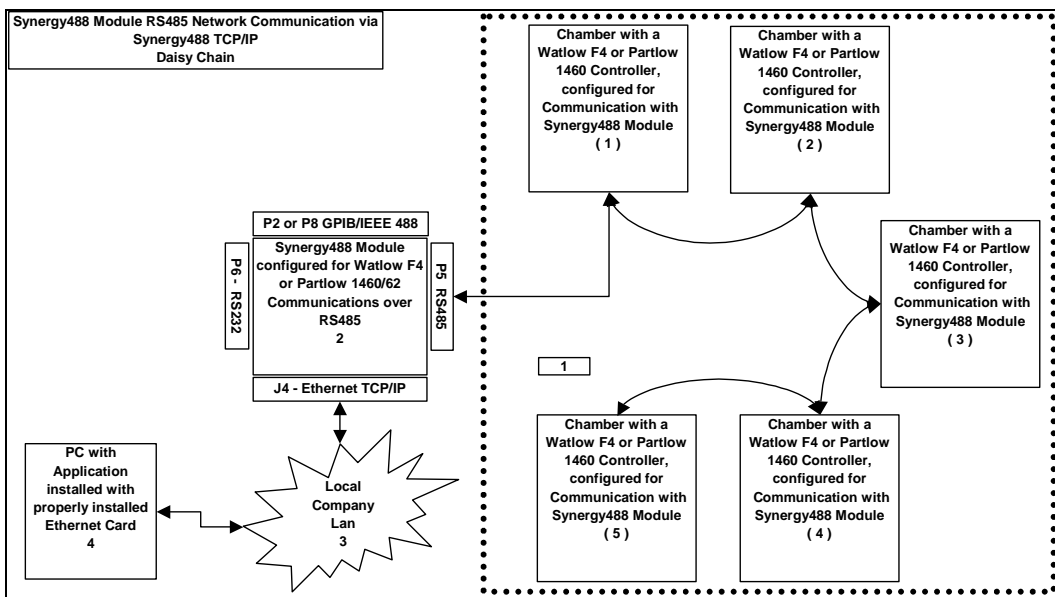 Synergy488 Module RS485 Network Communication via
Synergy488 TCP/IP
Daisy Chain
Chamber with a
Watlow F4 or Partlow
1460 Controller,
configured for
Communication with
Synergy488 Module
( 1 )
Chamber with a
Watlow F4 or Partlow
1460 Controller,
configured for
Communication with
Synergy488 Module
( 2 )
P2 or P8 GPIB/IEEE 488
P6 - RS232
Synergy488 Module
configured for Watlow F4
or Partlow 1460/62
Communications over
RS485
2
P5 RS485
J4 - Ethernet TCP/IP
Chamber with a
Watlow F4 or Partlow
1460 Controller,
configured for
Communication with
Synergy488 Module
( 3 )
1
PC with
Application
installed with
properly installed
Ethernet Card
4
Local
Company
Lan
3
Chamber with a
Watlow F4 or Partlow
1460 Controller,
configured for
Communication with
Synergy488 Module
( 5 )
Chamber with a
Watlow F4 or Partlow
1460 Controller,
configured for
Communication with
Synergy488 Module
( 4 )